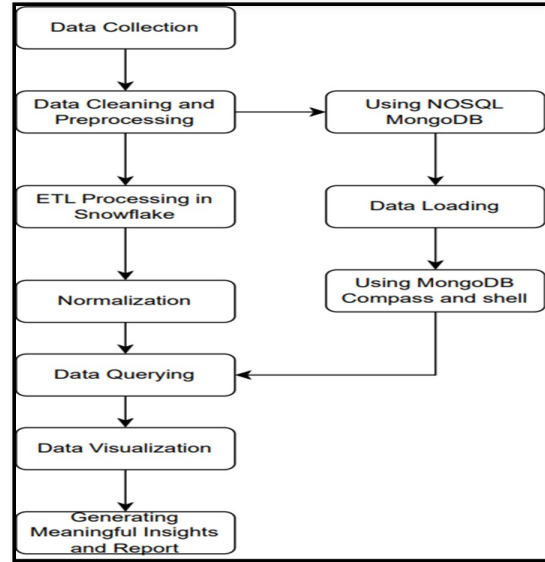 Data Collection
Data Cleaning and
Preprocessing
Using NOSQL
MongoDB
ETL Processing in
Snowflake
Data Loading
Normalization
Using MongoDB
Compass and shell
Data Querying
Data Visualization
Generating
Meaningful Insights
and Report